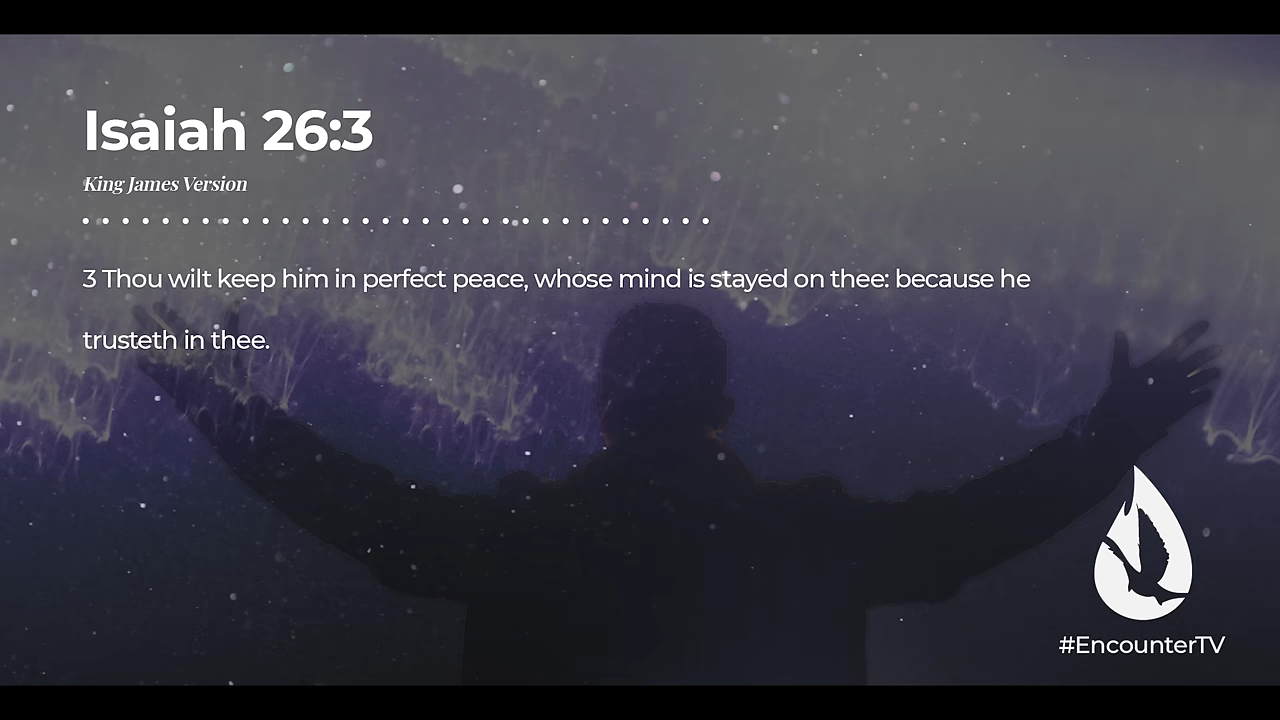 Isaiah 26:3
King James Version
3 Thou wilt keep him in perfect peace, whose mind is stayed on thee: because he
trusteth in thee.
#EncounterTV